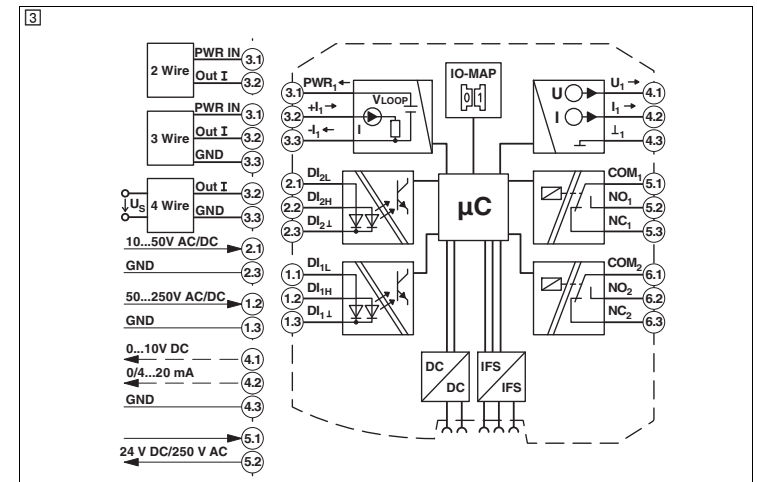 3
2 Wire
PWR IN 3.1
Out I 3.2
3 Wire
PWR IN 3.1
Out I 3.2
GND 3.3
US 4 Wire
Out I 3.2
GND 3.3
10...50V AC/DC 2.1
GND 2.3
50...250V AC/DC 1.2
GND 1.3
0...10V DC 4.1
0/4...20 mA 4.2
GND 4.3
5.1
24 V DC/250 V AC 5.2
3.1 PWR1
3.2 +I1
3.3 -I1
VLOOP
I
2.1 DI2L
2.2 DI2H
2.3 DI2⊥
1.1 DI1L
1.2 DI1H
1.3 DI1⊥
IO-MAP
0 1
µC
DC
DC
IFS
IFS
U
I
U1 4.1
I1 4.2
⊥1 4.3
COM1 5.1
NO1 5.2
NC1 5.3
COM2 6.1
NO2 6.2
NC2 6.3